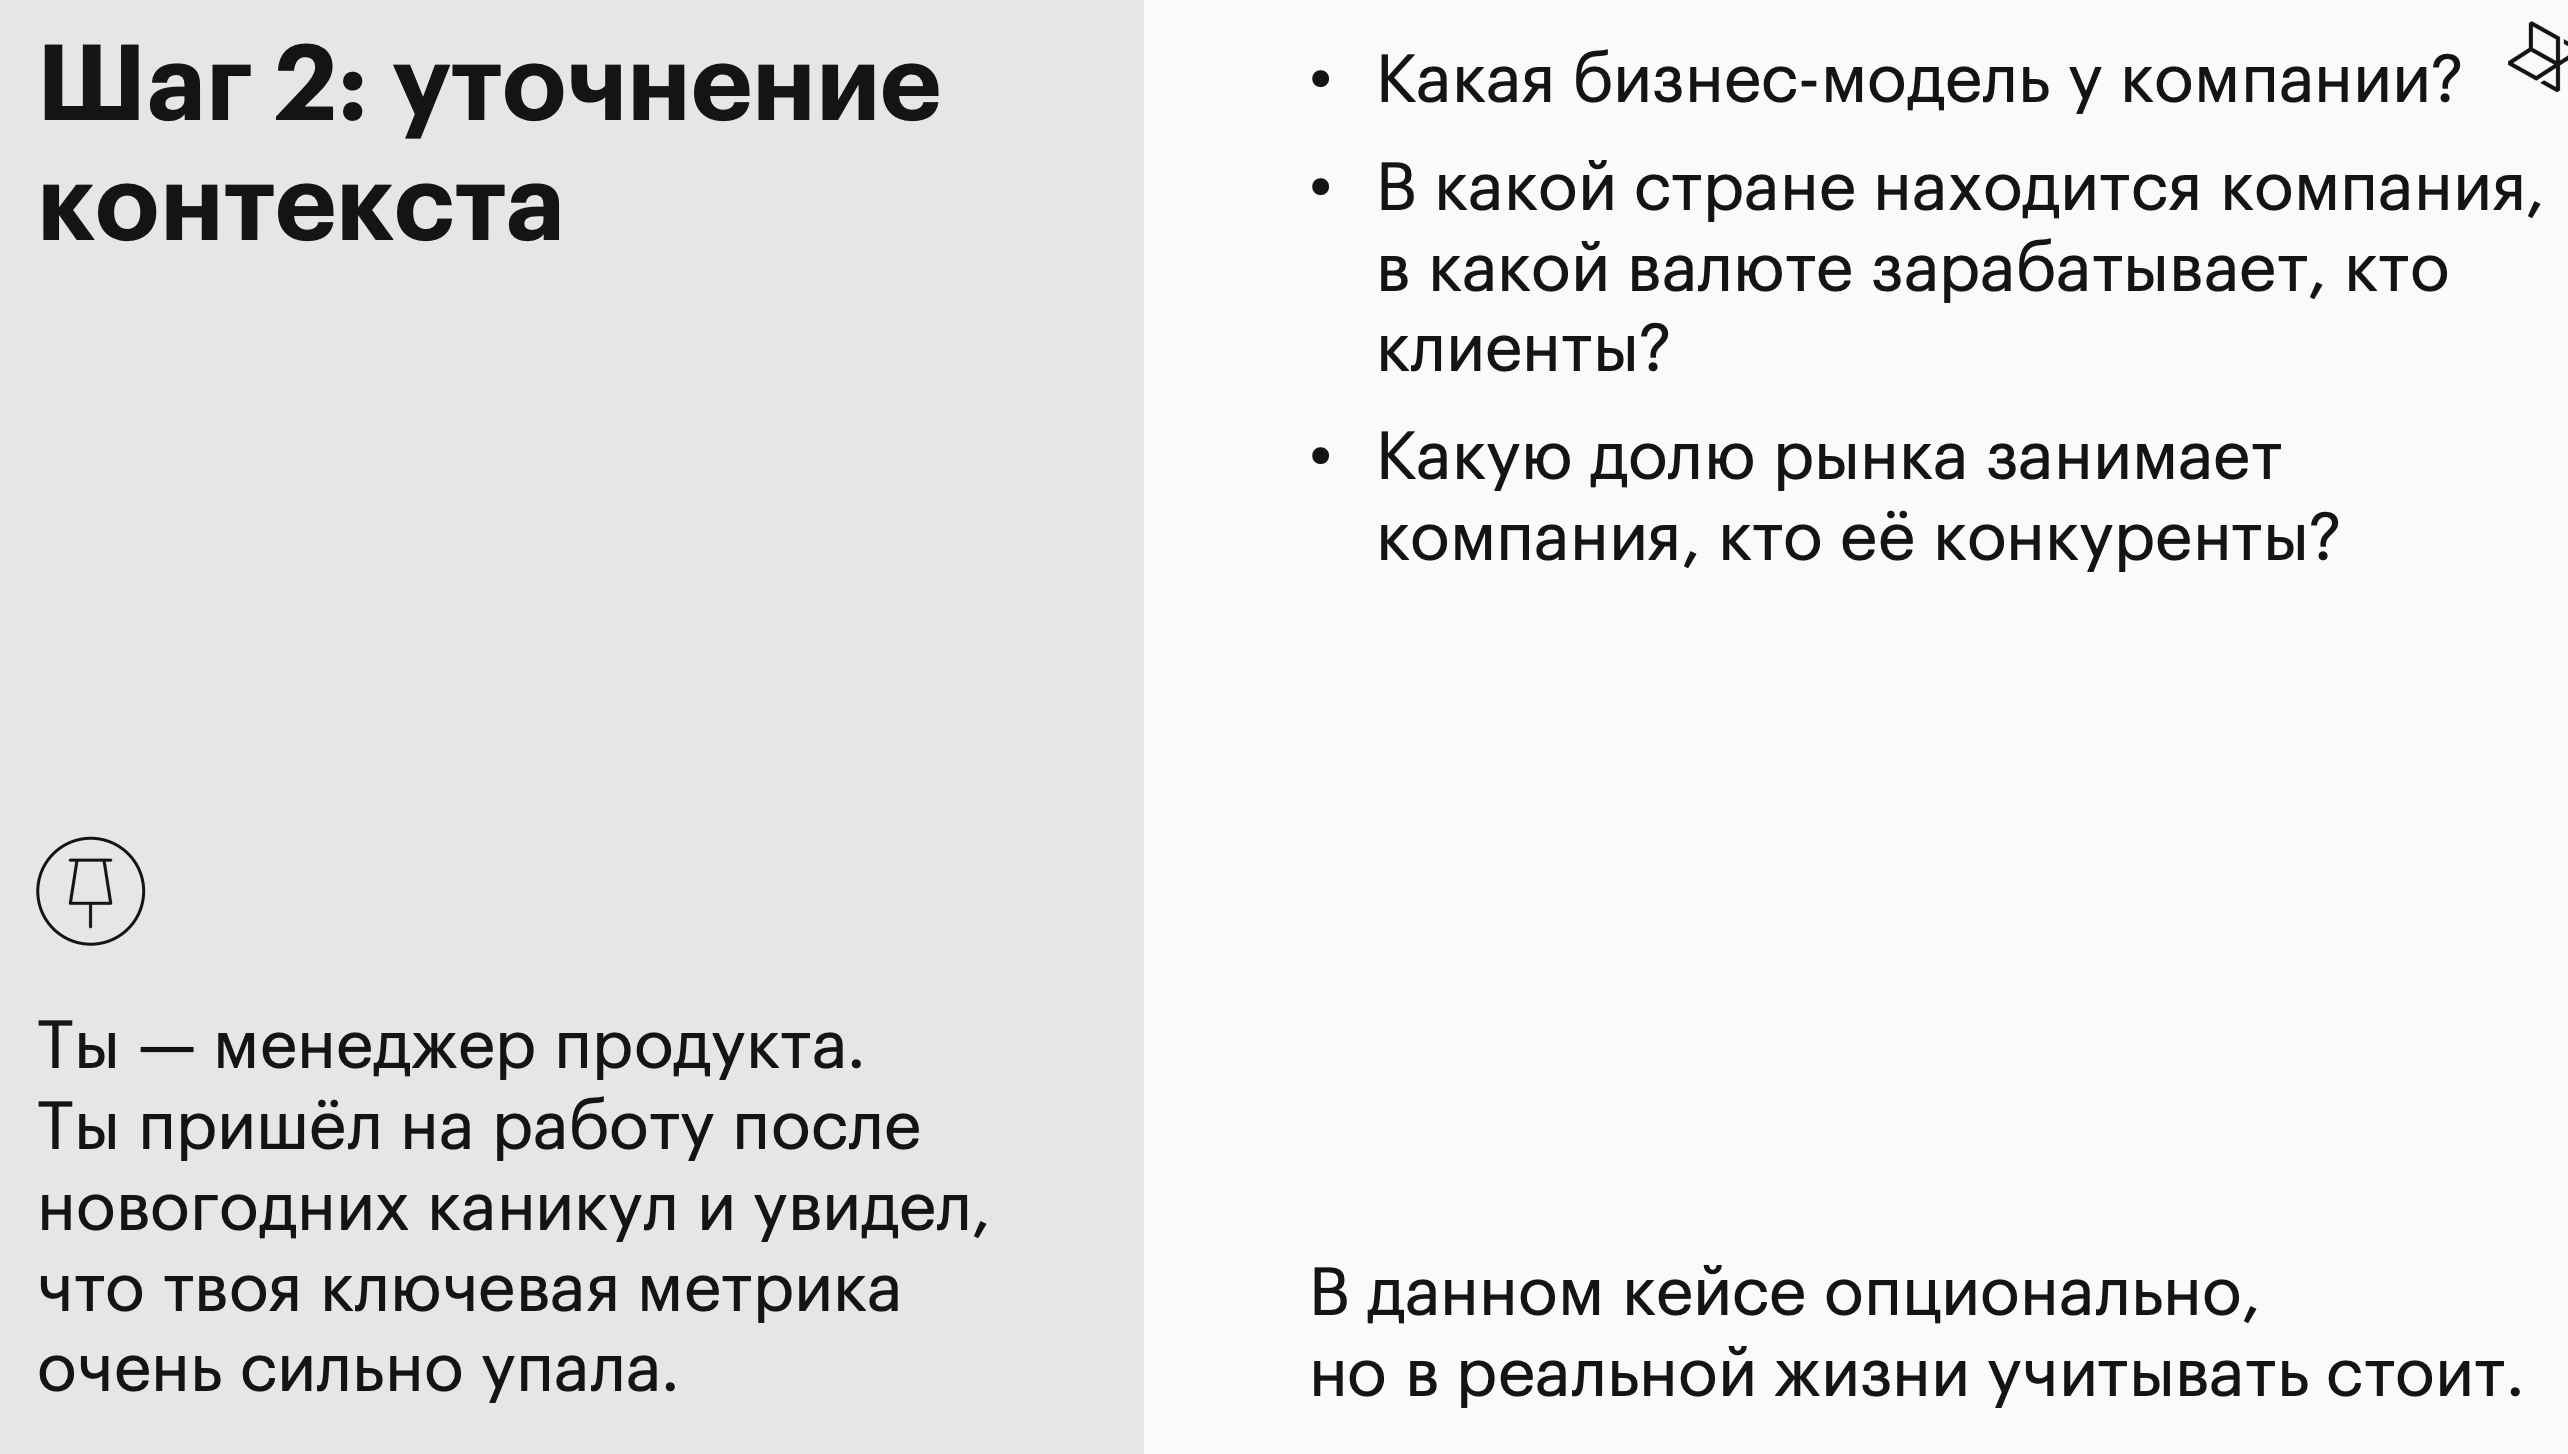 Шаг 2: уточнение
контекста
Ты — менеджер продукта.
Ты пришёл на работу после
новогодних каникул и увидел,
что твоя ключевая метрика
очень сильно упала.
• Какая бизнес-модель у компании?
• В какой стране находится компания,
в какой валюте зарабатывает, кто
клиенты?
• Какую долю рынка занимает
компания, кто её конкуренты?
В данном кейсе опционально,
но в реальной жизни учитывать стоит.